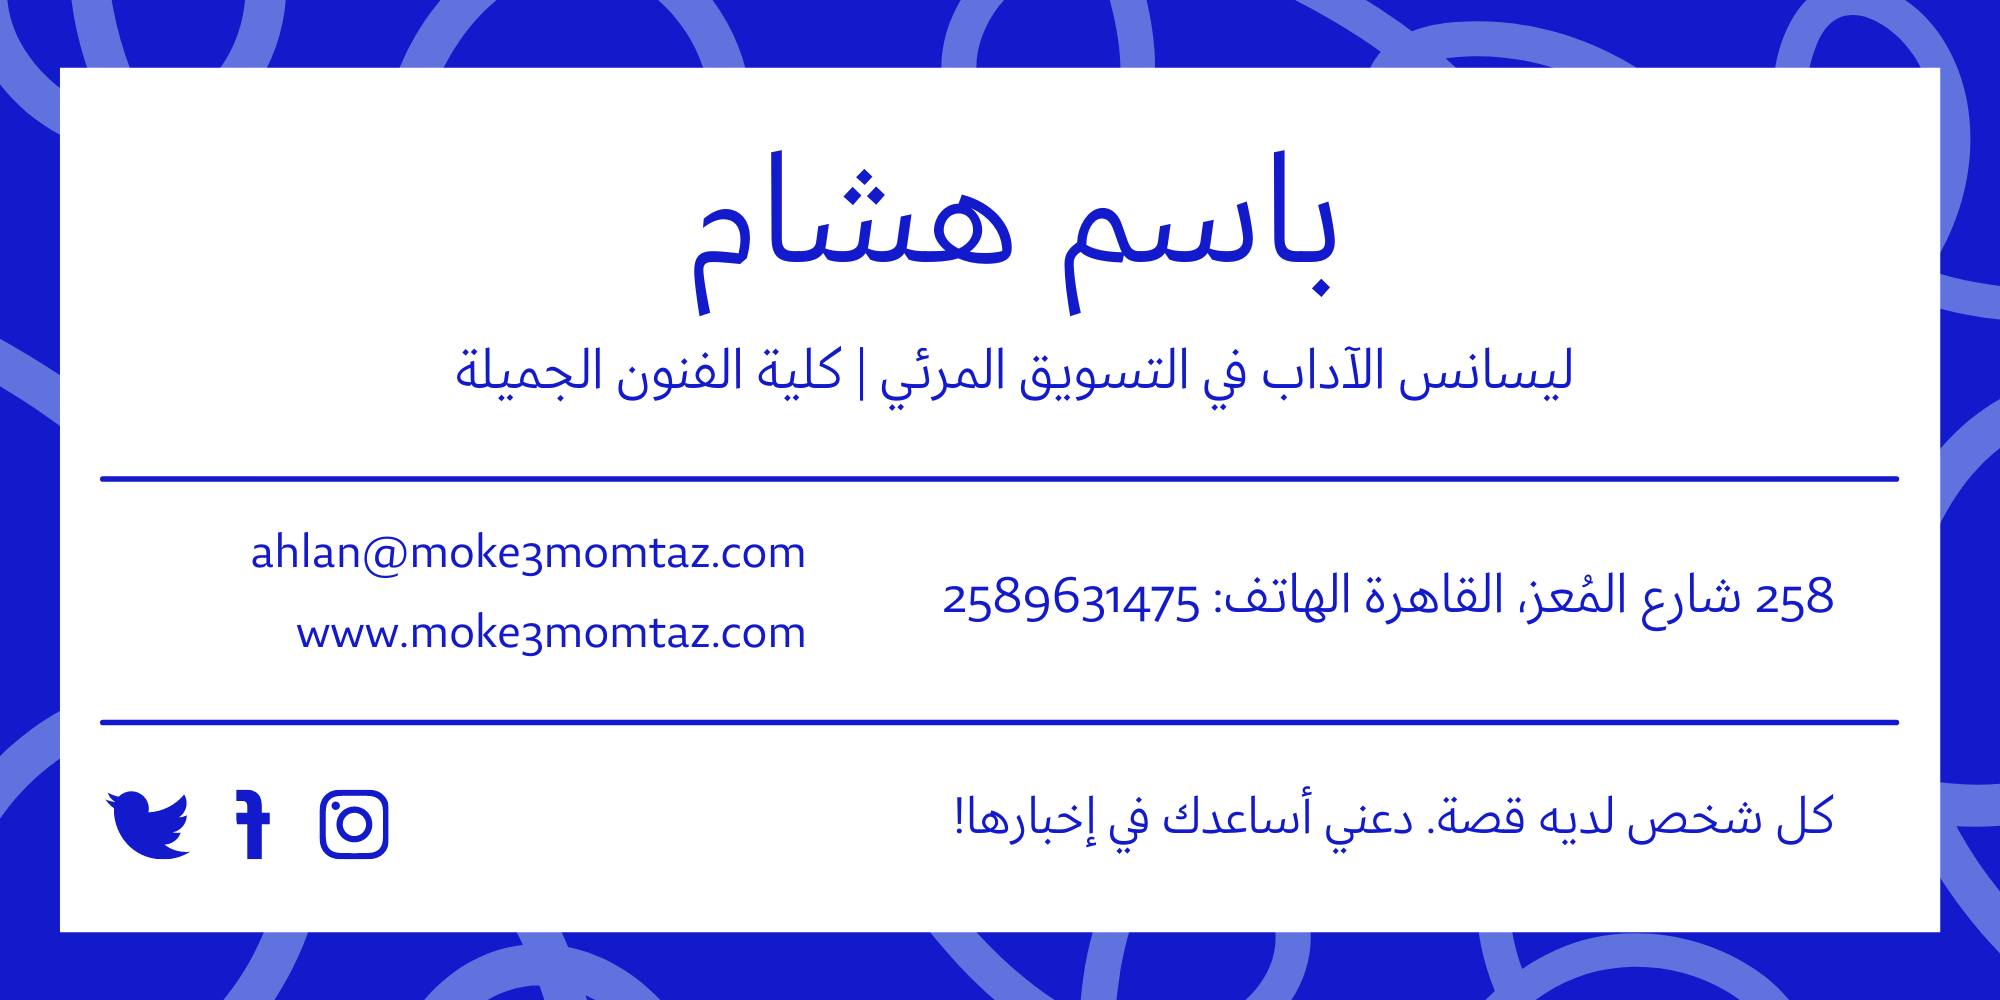 باسم هشام
ليسانس الآداب في التسويق المرئي | كلية الفنون الجميلة
258 شارع المُعز، القاهرة الهاتف: 2589631475
ahlan@moke3momtaz.com
www.moke3momtaz.com
كل شخص لديه قصة. دعني أساعدك في إخبارها!